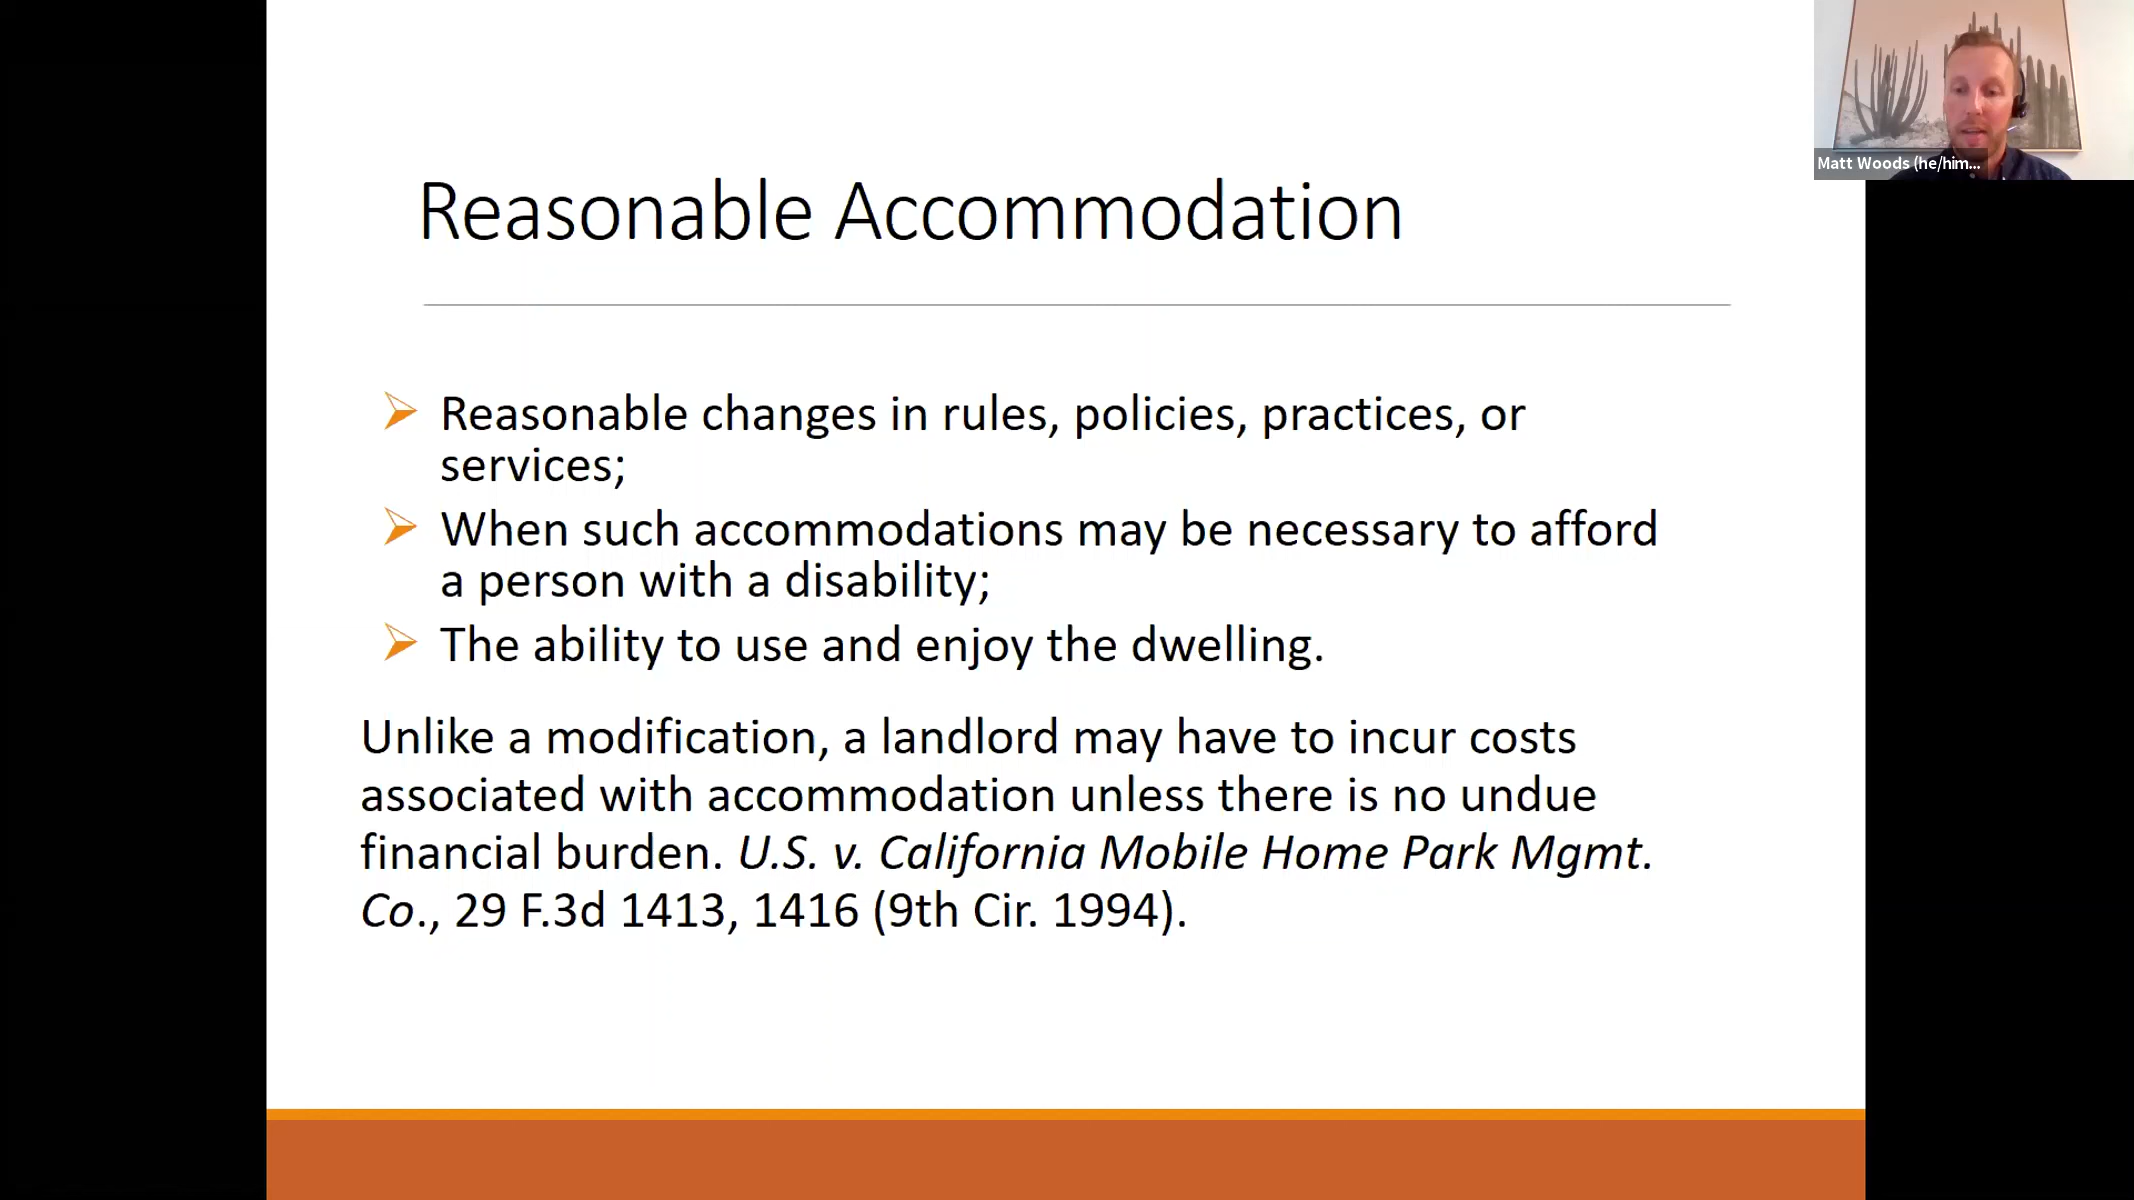 Matt Woods (he/him...
Reasonable Accommodation
Reasonable changes in rules, policies, practices, or
services;
When such accommodations may be necessary to afford
a person with a disability;
The ability to use and enjoy the dwelling.
Unlike a modification, a landlord may have to incur costs
associated with accommodation unless there is no undue
financial burden. U.S. v. California Mobile Home Park Mgmt.
Co., 29 F.3d 1413, 1416 (9th Cir. 1994).